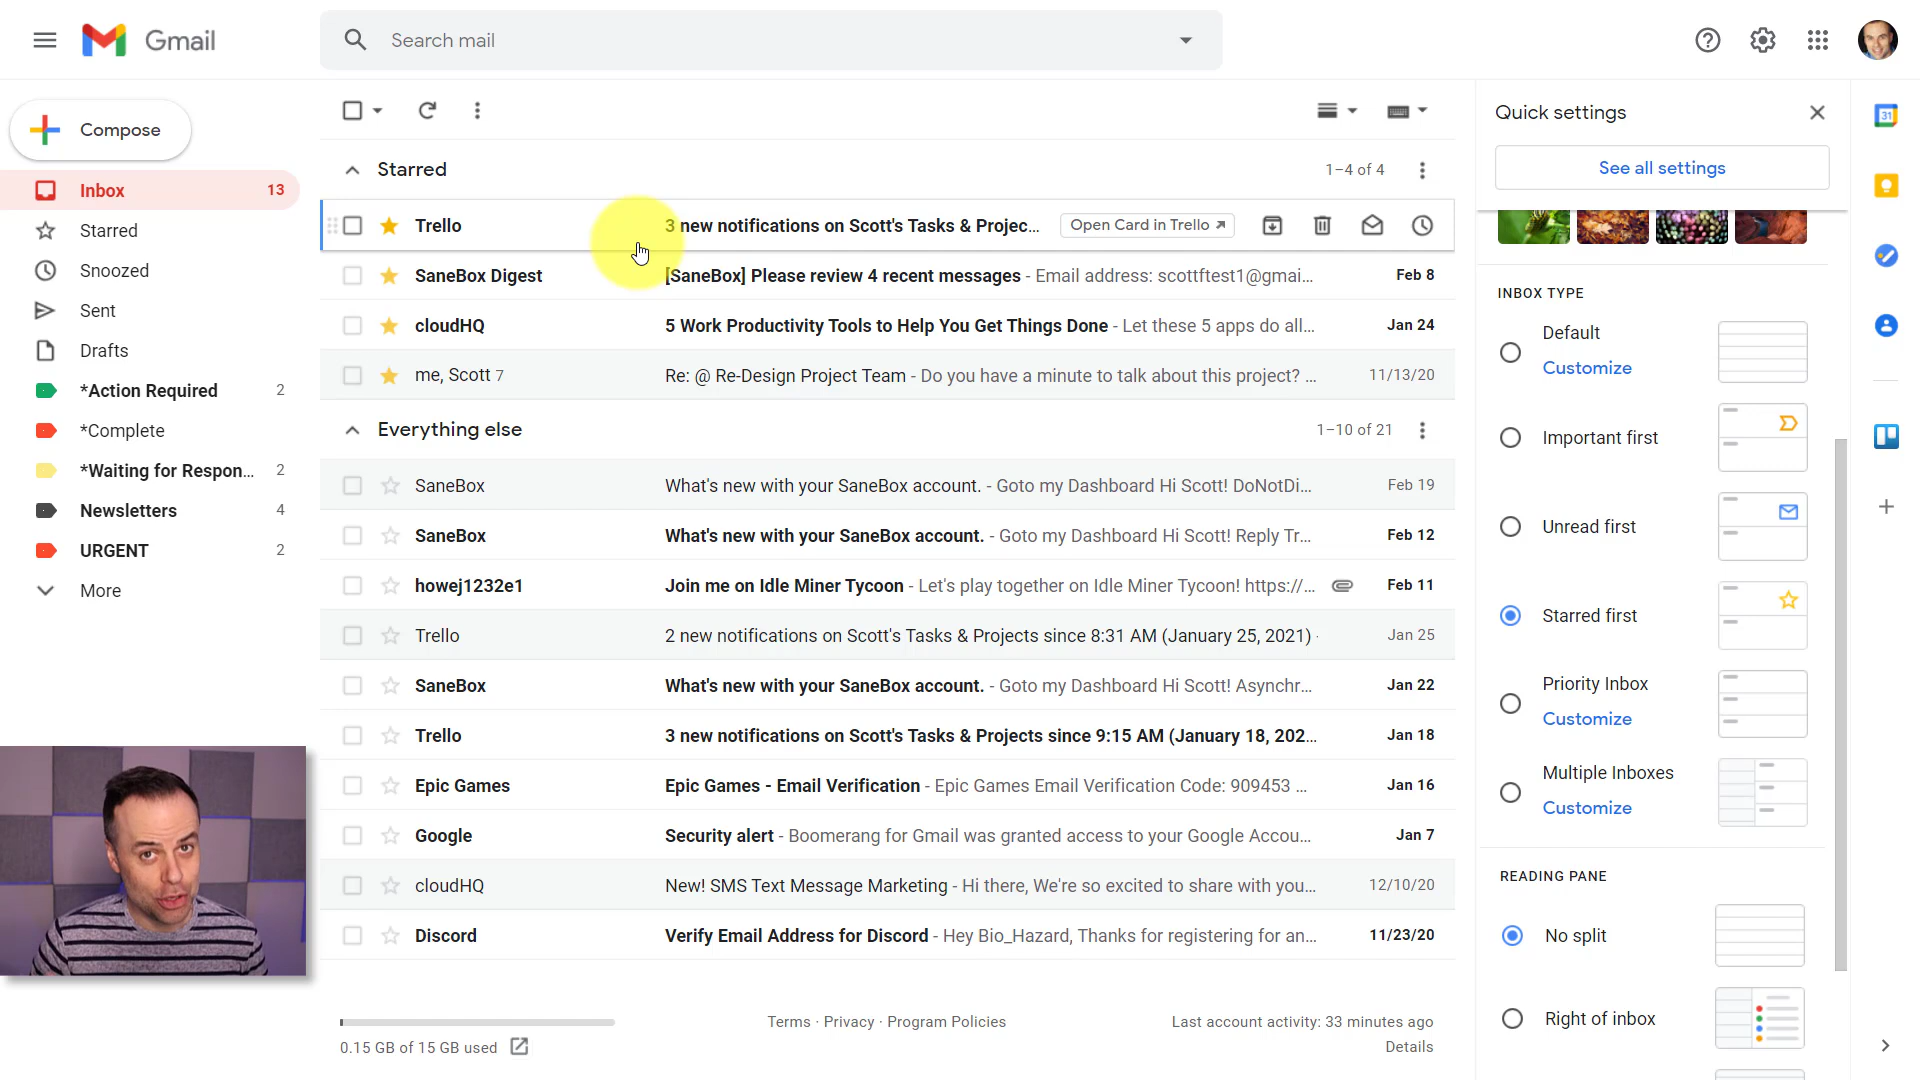 Gmail
Search mail
Compose
Inbox 13
Starred
Snoozed
Sent
Drafts
*Action Required 2
*Complete
*Waiting for Respon... 2
Newsletters 4
URGENT 2
More
Starred 1–4 of 4
Trello 3 new notifications on Scott's Tasks & Projec... Open Card in Trello
SaneBox Digest [SaneBox] Please review 4 recent messages - Email address: scottftest1@gmai... Feb 8
cloudHQ 5 Work Productivity Tools to Help You Get Things Done - Let these 5 apps do all... Jan 24
me, Scott 7 Re: @ Re-Design Project Team - Do you have a minute to talk about this project? ... 11/13/20
Everything else 1–10 of 21
SaneBox What's new with your SaneBox account. - Goto my Dashboard Hi Scott! DoNotDi... Feb 19
SaneBox What's new with your SaneBox account. - Goto my Dashboard Hi Scott! Reply Tr... Feb 12
howej1232e1 Join me on Idle Miner Tycoon - Let's play together on Idle Miner Tycoon! https://... Feb 11
Trello 2 new notifications on Scott's Tasks & Projects since 8:31 AM (January 25, 2021) - Jan 25
SaneBox What's new with your SaneBox account. - Goto my Dashboard Hi Scott! Asynchr... Jan 22
Trello 3 new notifications on Scott's Tasks & Projects since 9:15 AM (January 18, 202... Jan 18
Epic Games Epic Games - Email Verification - Epic Games Email Verification Code: 909453 ... Jan 16
Google Security alert - Boomerang for Gmail was granted access to your Google Accou... Jan 7
cloudHQ New! SMS Text Message Marketing - Hi there, We're so excited to share with you... 12/10/20
Discord Verify Email Address for Discord - Hey Bio_Hazard, Thanks for registering for an... 11/23/20
0.15 GB of 15 GB used
Terms · Privacy · Program Policies
Last account activity: 33 minutes ago
Details
Quick settings
See all settings
INBOX TYPE
Default
Customize
Important first
Unread first
Starred first
Priority Inbox
Customize
Multiple Inboxes
Customize
READING PANE
No split
Right of inbox
31